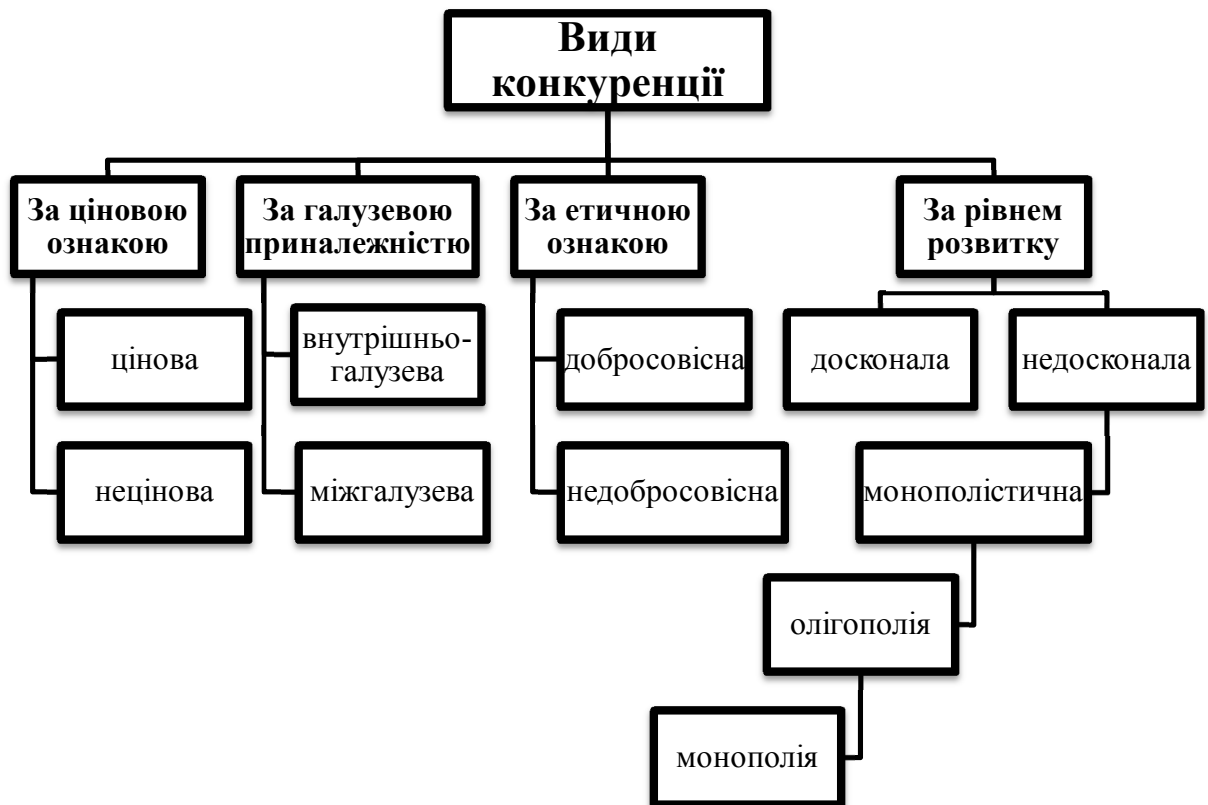 Види
конкуренції
За ціновою
ознакою
За галузевою
приналежністю
За етичною
ознакою
За рівнем
розвитку
цінова
внутрішньо-
галузева
добросовісна
досконала
недосконала
нецінова
міжгалузева
недобросовісна
монополістична
олігополія
монополія